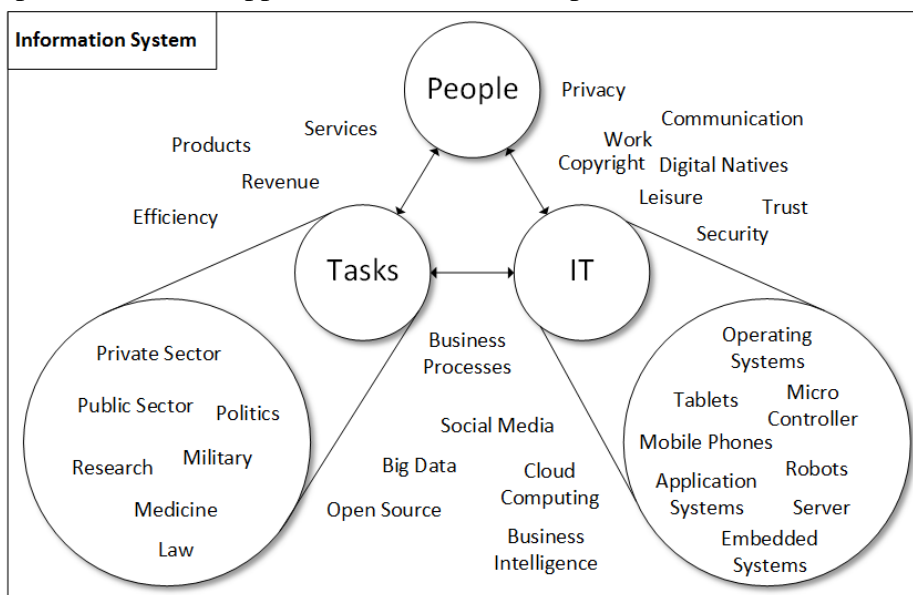 Information System
People
Privacy
Communication
Services
Work
Products
Copyright
Digital Natives
Revenue
Leisure
Trust
Efficiency
Security
Tasks
IT
Business
Processes
Private Sector
Public Sector
Politics
Research
Military
Medicine
Law
Social Media
Big Data
Cloud
Computing
Open Source
Business
Intelligence
Operating
Systems
Tablets
Micro
Controller
Mobile Phones
Robots
Application
Systems
Server
Embedded
Systems